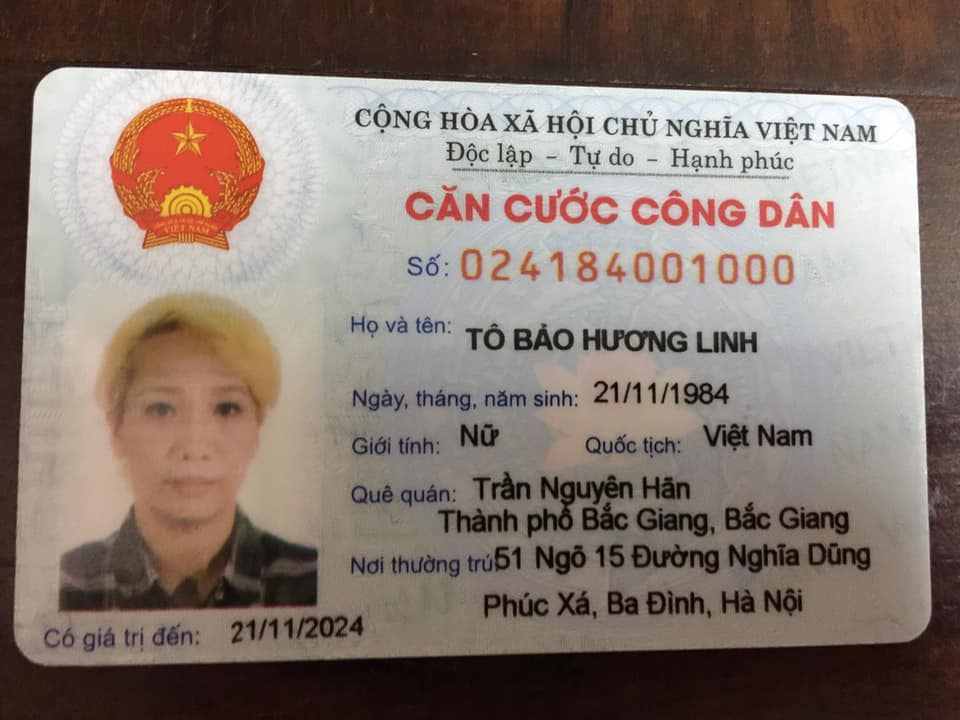 CỘNG HÒA XÃ HỘI CHỦ NGHĨA VIỆT NAM
Độc lập - Tự do - Hạnh phúc
CĂN CƯỚC CÔNG DÂN
Số: 024184001000
Họ và tên: TÔ BẢO HƯƠNG LINH
Ngày, tháng, năm sinh: 21/11/1984
Giới tính: Nữ Quốc tịch: Việt Nam
Quê quán: Trần Nguyên Hãn
Thành phố Bắc Giang, Bắc Giang
Nơi thường trú: 51 Ngõ 15 Đường Nghĩa Dũng
Phúc Xá, Ba Đình, Hà Nội
Có giá trị đến: 21/11/2024
VIỆT NAM